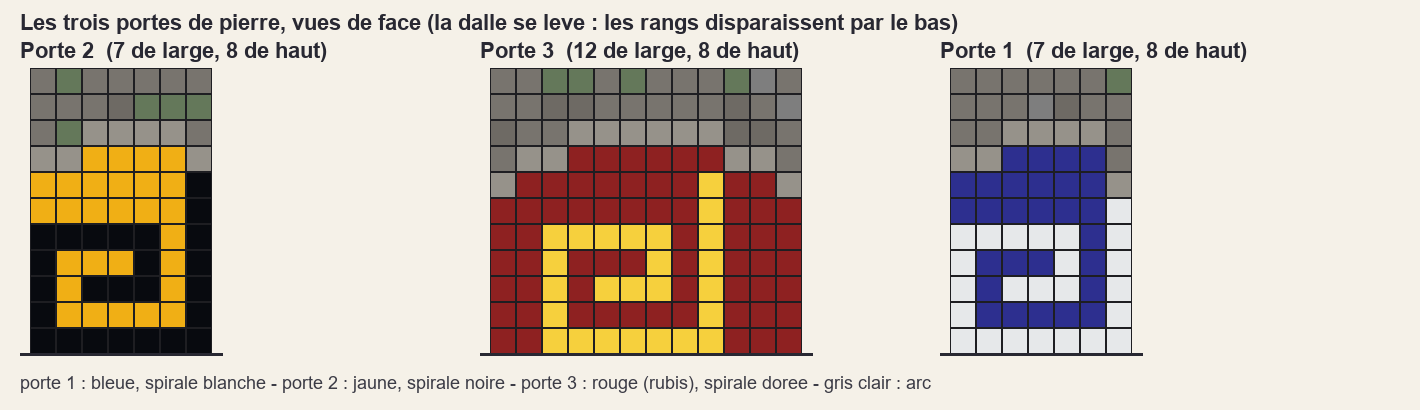 Les trois portes de pierre, vues de face (la dalle se leve : les rangs disparaissent par le bas)
Porte 2  (7 de large, 8 de haut)
Porte 3  (12 de large, 8 de haut)
Porte 1  (7 de large, 8 de haut)
porte 1 : bleue, spirale blanche - porte 2 : jaune, spirale noire - porte 3 : rouge (rubis), spirale doree - gris clair : arc